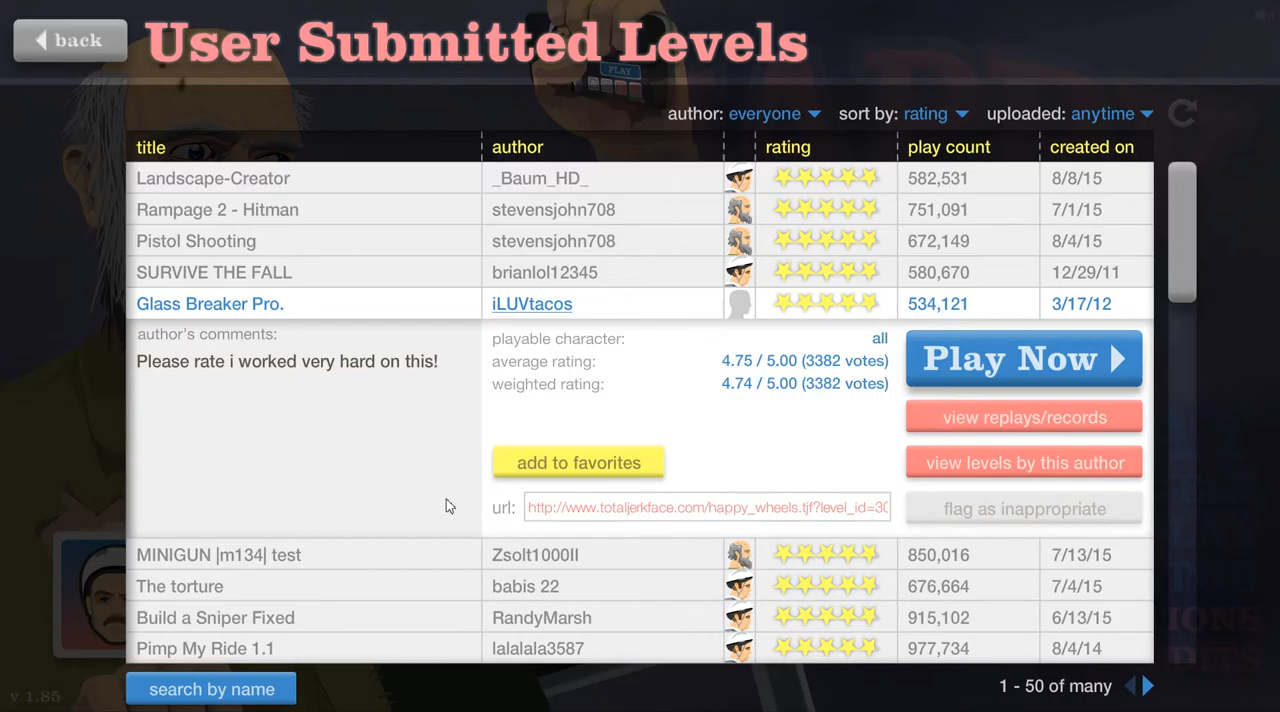 back
User Submitted Levels
PLAY
author: everyone sort by: rating uploaded: anytime
title author rating play count created on
Landscape-Creator _Baum_HD_ 582,531 8/8/15
Rampage 2 - Hitman stevensjohn708 751,091 7/1/15
Pistol Shooting stevensjohn708 672,149 8/4/15
SURVIVE THE FALL brianlol12345 580,670 12/29/11
Glass Breaker Pro. iLUVtacos 534,121 3/17/12
author's comments:
Please rate i worked very hard on this!
playable character: all
average rating: 4.75 / 5.00 (3382 votes)
weighted rating: 4.74 / 5.00 (3382 votes)
add to favorites
url: http://www.totaljerkface.com/happy_wheels.tjf?level_id=30
Play Now
view replays/records
view levels by this author
flag as inappropriate
MINIGUN |m134| test Zsolt1000II 850,016 7/13/15
The torture babis 22 676,664 7/4/15
Build a Sniper Fixed RandyMarsh 915,102 6/13/15
Pimp My Ride 1.1 lalalala3587 977,734 8/4/14
v 1.85
search by name
1 - 50 of many